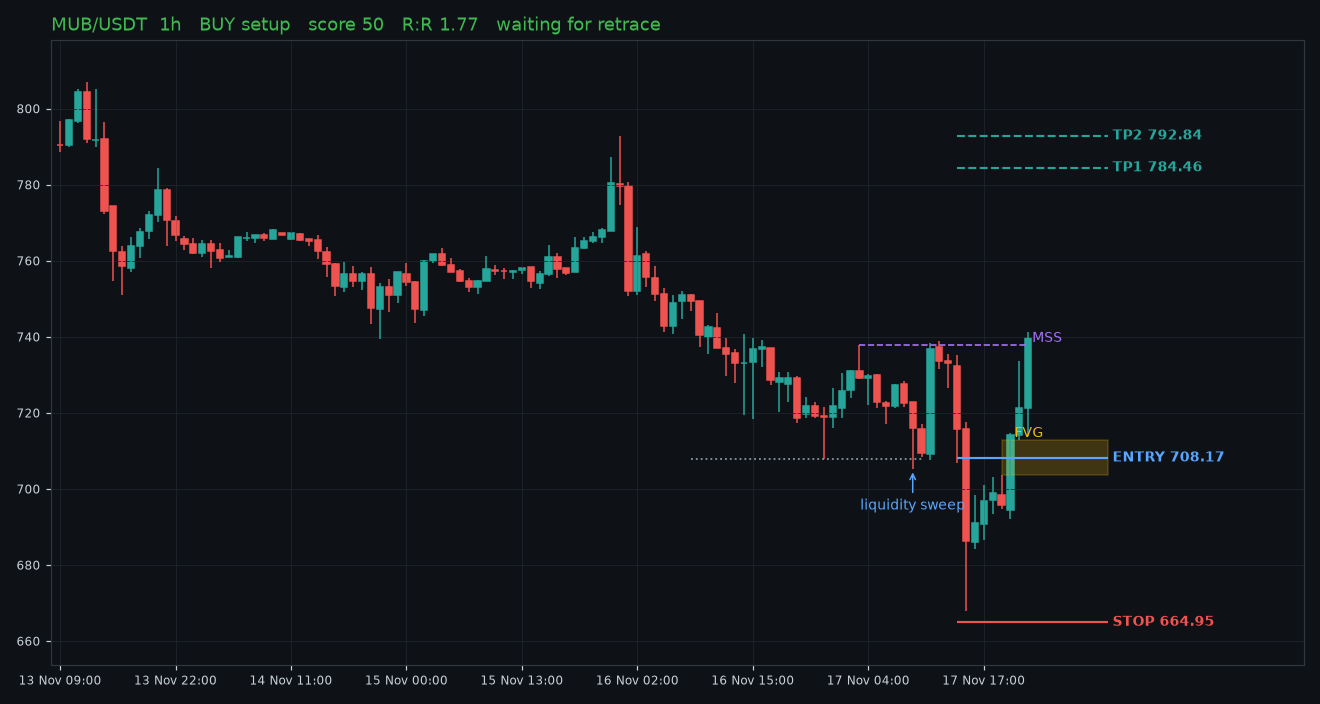 MUB/USDT  1h   BUY setup   score 50   R:R 1.77   waiting for retrace
800
780
760
740
720
700
680
660
TP2 792.84
TP1 784.46
MSS
FVG
ENTRY 708.17
liquidity sweep
STOP 664.95
13 Nov 09:00
13 Nov 22:00
14 Nov 11:00
15 Nov 00:00
15 Nov 13:00
16 Nov 02:00
16 Nov 15:00
17 Nov 04:00
17 Nov 17:00